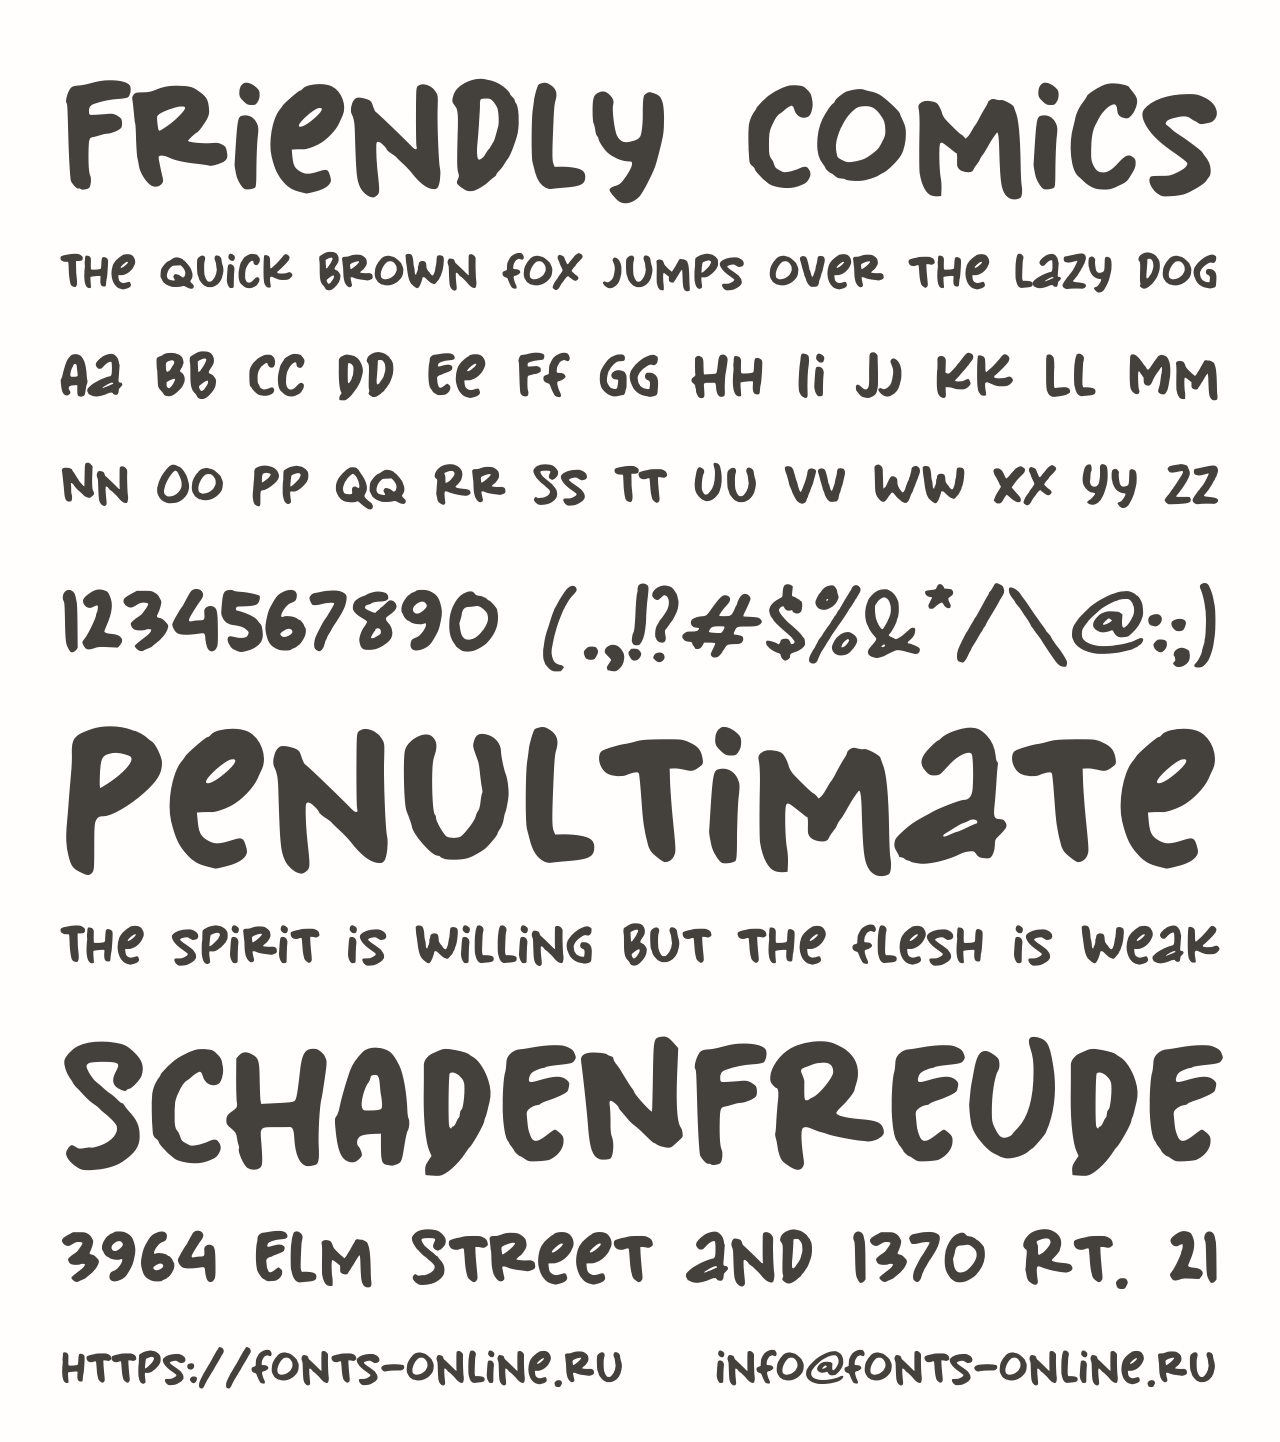 Friendly Comics
The quick brown fox jumps over the lazy dog
Aa Bb Cc Dd Ee Ff Gg Hh Ii Jj Kk Ll Mm
Nn Oo Pp Qq Rr Ss Tt Uu Vv Ww Xx Yy Zz
1234567890 (.,!?#$%&*/\@:;)
Penultimate
The spirit is willing but the flesh is weak
SCHADENFREUDE
3964 Elm Street and 1370 Rt. 21
https://fonts-online.ru info@fonts-online.ru